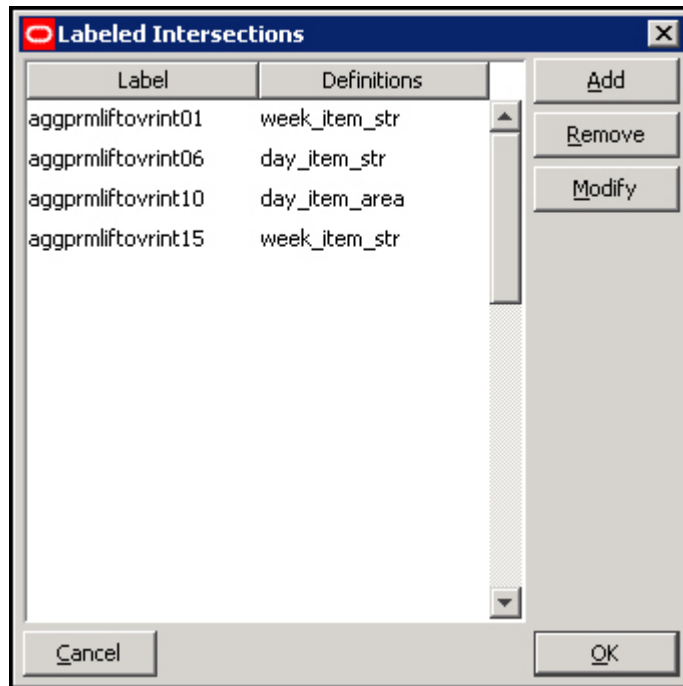 Labeled Intersections
Label Definitions Add
aggprmliftovrint01 week_item_str
Remove
aggprmliftovrint06 day_item_str
aggprmliftovrint10 day_item_area Modify
aggprmliftovrint15 week_item_str
Cancel OK